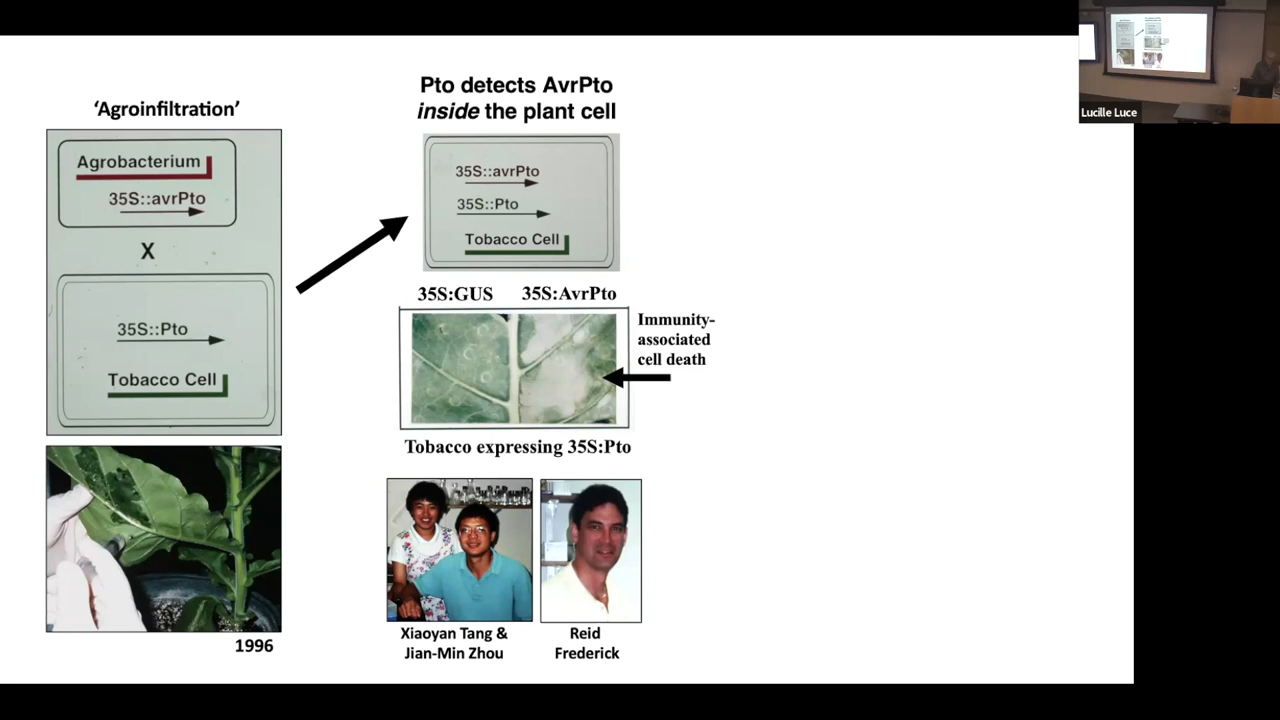 'Agroinfiltration'
Agrobacterium
35S::avrPto
X
35S::Pto
Tobacco Cell
1996
Pto detects AvrPto
inside the plant cell
35S::avrPto
35S::Pto
Tobacco Cell
35S:GUS 35S:AvrPto
Immunity-
associated
cell death
Tobacco expressing 35S:Pto
Xiaoyan Tang &
Jian-Min Zhou
Reid
Frederick
Lucille Luce